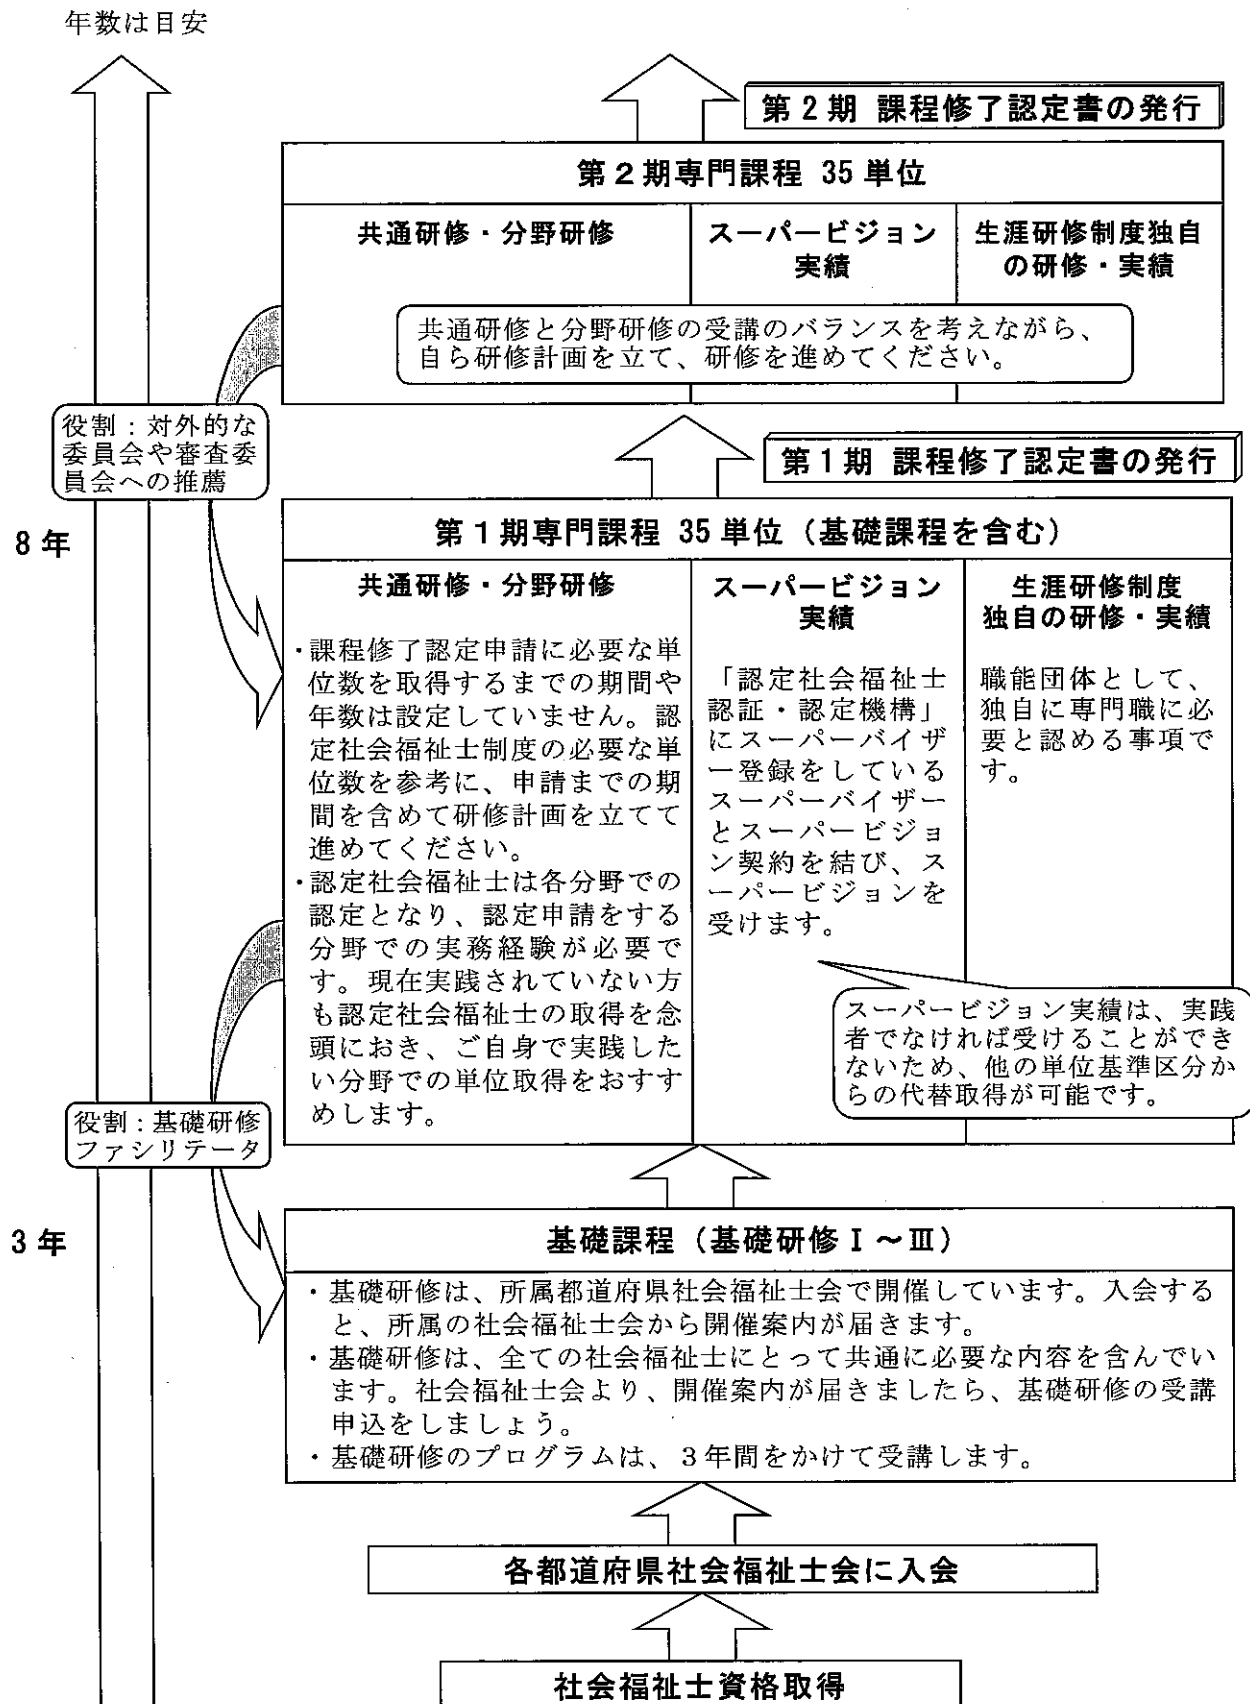 年数は目安
第2期 課程修了認定書の発行
第2期専門課程 35単位
共通研修・分野研修
スーパービジョン
実績
生涯研修制度独自
の研修・実績
共通研修と分野研修の受講のバランスを考えながら、
自ら研修計画を立て、研修を進めてください。
役割：対外的な
委員会や審査委
員会への推薦
第1期 課程修了認定書の発行
8年
第1期専門課程 35単位（基礎課程を含む）
共通研修・分野研修
・課程修了認定申請に必要な単
位数を取得するまでの期間や
年数は設定していません。認
定社会福祉士制度の必要な単
位数を参考に、申請までの期
間を含めて研修計画を立てて
進めてください。
・認定社会福祉士は各分野での
認定となり、認定申請をする
分野での実務経験が必要で
す。現在実践されていない方
も認定社会福祉士の取得を念
頭におき、ご自身で実践した
い分野での単位取得をおすす
めします。
スーパービジョン
実績
「認定社会福祉士
認証・認定機構」
にスーパーバイザ
ー登録をしている
スーパーバイザー
とスーパービジョ
ン契約を結び、ス
ーパービジョンを
受けます。
生涯研修制度
独自の研修・実績
職能団体として、
独自に専門職に必
要と認める事項で
す。
スーパービジョン実績は、実践
者でなければ受けることができ
ないため、他の単位基準区分か
らの代替取得が可能です。
役割：基礎研修
ファシリテータ
3年
基礎課程（基礎研修Ⅰ～Ⅲ）
・基礎研修は、所属都道府県社会福祉士会で開催しています。入会する
と、所属の社会福祉士会から開催案内が届きます。
・基礎研修は、全ての社会福祉士にとって共通に必要な内容を含んでい
ます。社会福祉士会より、開催案内が届きましたら、基礎研修の受講
申込をしましょう。
・基礎研修のプログラムは、３年間をかけて受講します。
各都道府県社会福祉士会に入会
社会福祉士資格取得